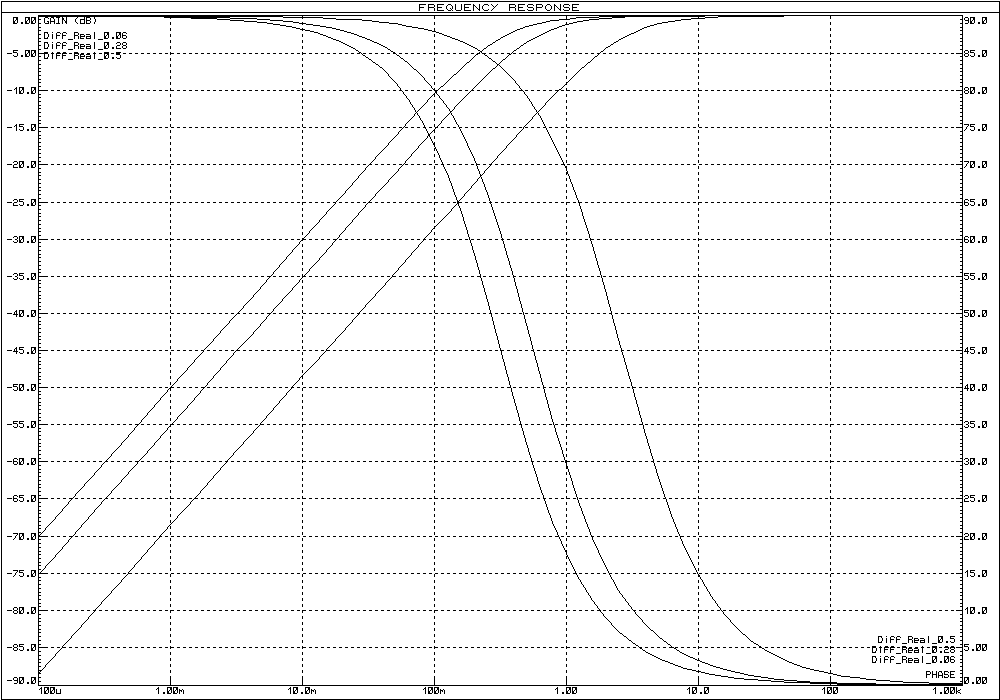 FREQUENCY RESPONSE
0.00 GAIN (dB) 90.0
Diff_Real_0.06
Diff_Real_0.28
-5.00 Diff_Real_0.5 85.0
-10.0 80.0
-15.0 75.0
-20.0 70.0
-25.0 65.0
-30.0 60.0
-35.0 55.0
-40.0 50.0
-45.0 45.0
-50.0 40.0
-55.0 35.0
-60.0 30.0
-65.0 25.0
-70.0 20.0
-75.0 15.0
-80.0 10.0
Diff_Real_0.5
-85.0 Diff_Real_0.28 5.00
Diff_Real_0.06
PHASE
-90.0 0.00
100u 1.00m 10.0m 100m 1.00 10.0 100 1.00k